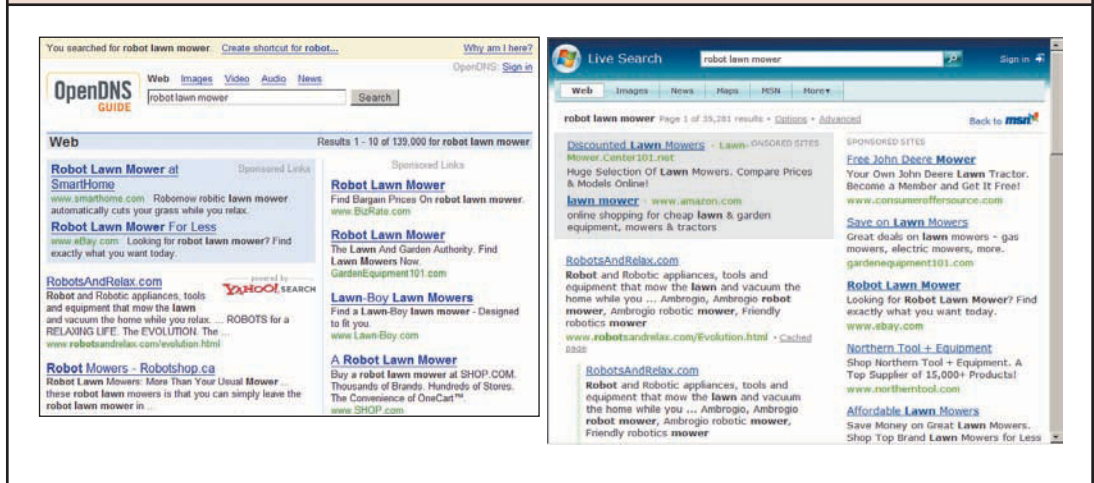 You searched for robot lawn mower. Create shortcut for robot... Why am I here?
OpenDNS: Sign in
OpenDNS
GUIDE
Web Images Video Audio News
robot lawn mower Search
Web Results 1 - 10 of 139,000 for robot lawn mower
Robot Lawn Mower at
SmartHome
Sponsored Links
www.smarthome.com Robomow robitic lawn mower
automatically cuts your grass while you relax.
Robot Lawn Mower For Less
www.eBay.com Looking for robot lawn mower? Find
exactly what you want today.
RobotsAndRelax.com
powered by
YAHOO! SEARCH
Robot and Robotic appliances, tools
and equipment that mow the lawn
and vacuum the home while you relax. ... ROBOTS for a
RELAXING LIFE. The EVOLUTION. The ...
www.robotsandrelax.com/evolution.html
Robot Mowers - Robotshop.ca
Robot Lawn Mowers: More Than Your Usual Mower ...
these robot lawn mowers is that you can simply leave the
robot lawn mower in ...
Sponsored Links
Robot Lawn Mower
Find Bargain Prices On robot lawn mower.
www.BizRate.com
Robot Lawn Mower
The Lawn And Garden Authority. Find
Lawn Mowers Now.
GardenEquipment101.com
Lawn-Boy Lawn Mowers
Find a Lawn-Boy lawn mower - Designed
to fit you.
www.Lawn-Boy.com
A Robot Lawn Mower
Buy a robot lawn mower at SHOP.COM.
Thousands of Brands. Hundreds of Stores.
The Convenience of OneCart™.
www.SHOP.com
Live Search
robot lawn mower
Sign in
Web Images News Maps MSN More▾
robot lawn mower Page 1 of 35,281 results • Options • Advanced
Back to msn
Discounted Lawn Mowers - Lawn-
ONSORED SITES
Mower.Center101.net
Huge Selection Of Lawn Mowers. Compare Prices
& Models Online!
lawn mower - www.amazon.com
online shopping for cheap lawn & garden
equipment, mowers & tractors
RobotsAndRelax.com
Robot and Robotic appliances, tools and
equipment that mow the lawn and vacuum the
home while you ... Ambrogio, Ambrogio robot
mower, Ambrogio robotic mower, Friendly
robotics mower
www.robotsandrelax.com/Evolution.html • Cached
page
RobotsAndRelax.com
Robot and Robotic appliances, tools and
equipment that mow the lawn and vacuum
the home while you ... Ambrogio, Ambrogio
robot mower, Ambrogio robotic mower,
Friendly robotics mower
SPONSORED SITES
Free John Deere Mower
Your Own John Deere Lawn Tractor.
Become a Member and Get It Free!
www.consumeroffersource.com
Save on Lawn Mowers
Great deals on lawn mowers - gas
mowers, electric mowers, more.
gardenequipment101.com
Robot Lawn Mower
Looking for Robot Lawn Mower? Find
exactly what you want today.
www.ebay.com
Northern Tool + Equipment
Shop Northern Tool + Equipment. A
Top Supplier of 15,000+ Products!
www.northerntool.com
Affordable Lawn Mowers
Save Money on Great Lawn Mowers.
Shop Top Brand Lawn Mowers for Less